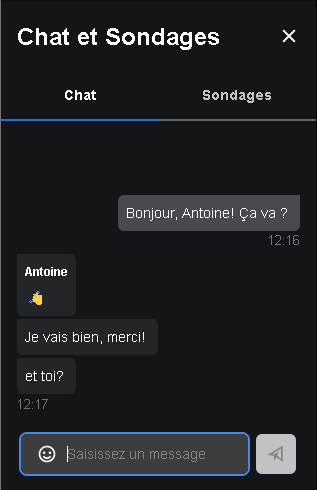 Chat et Sondages
Chat
Sondages
Bonjour, Antoine! Ça va ?
12:16
Antoine
👋
Je vais bien, merci!
et toi?
12:17
Saisissez un message